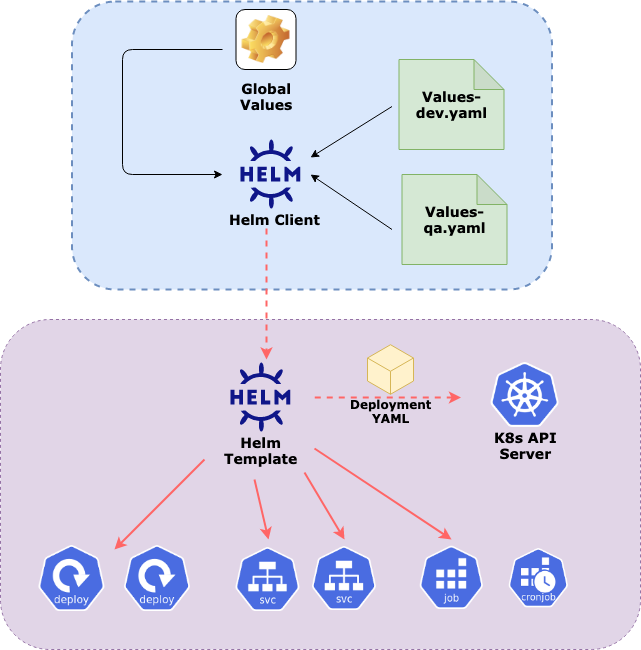 Global
Values
Values-
dev.yaml
HELM
Helm Client
Values-
qa.yaml
HELM
Helm
Template
Deployment
YAML
K8s API
Server
deploy
deploy
svc
svc
job
cronjob